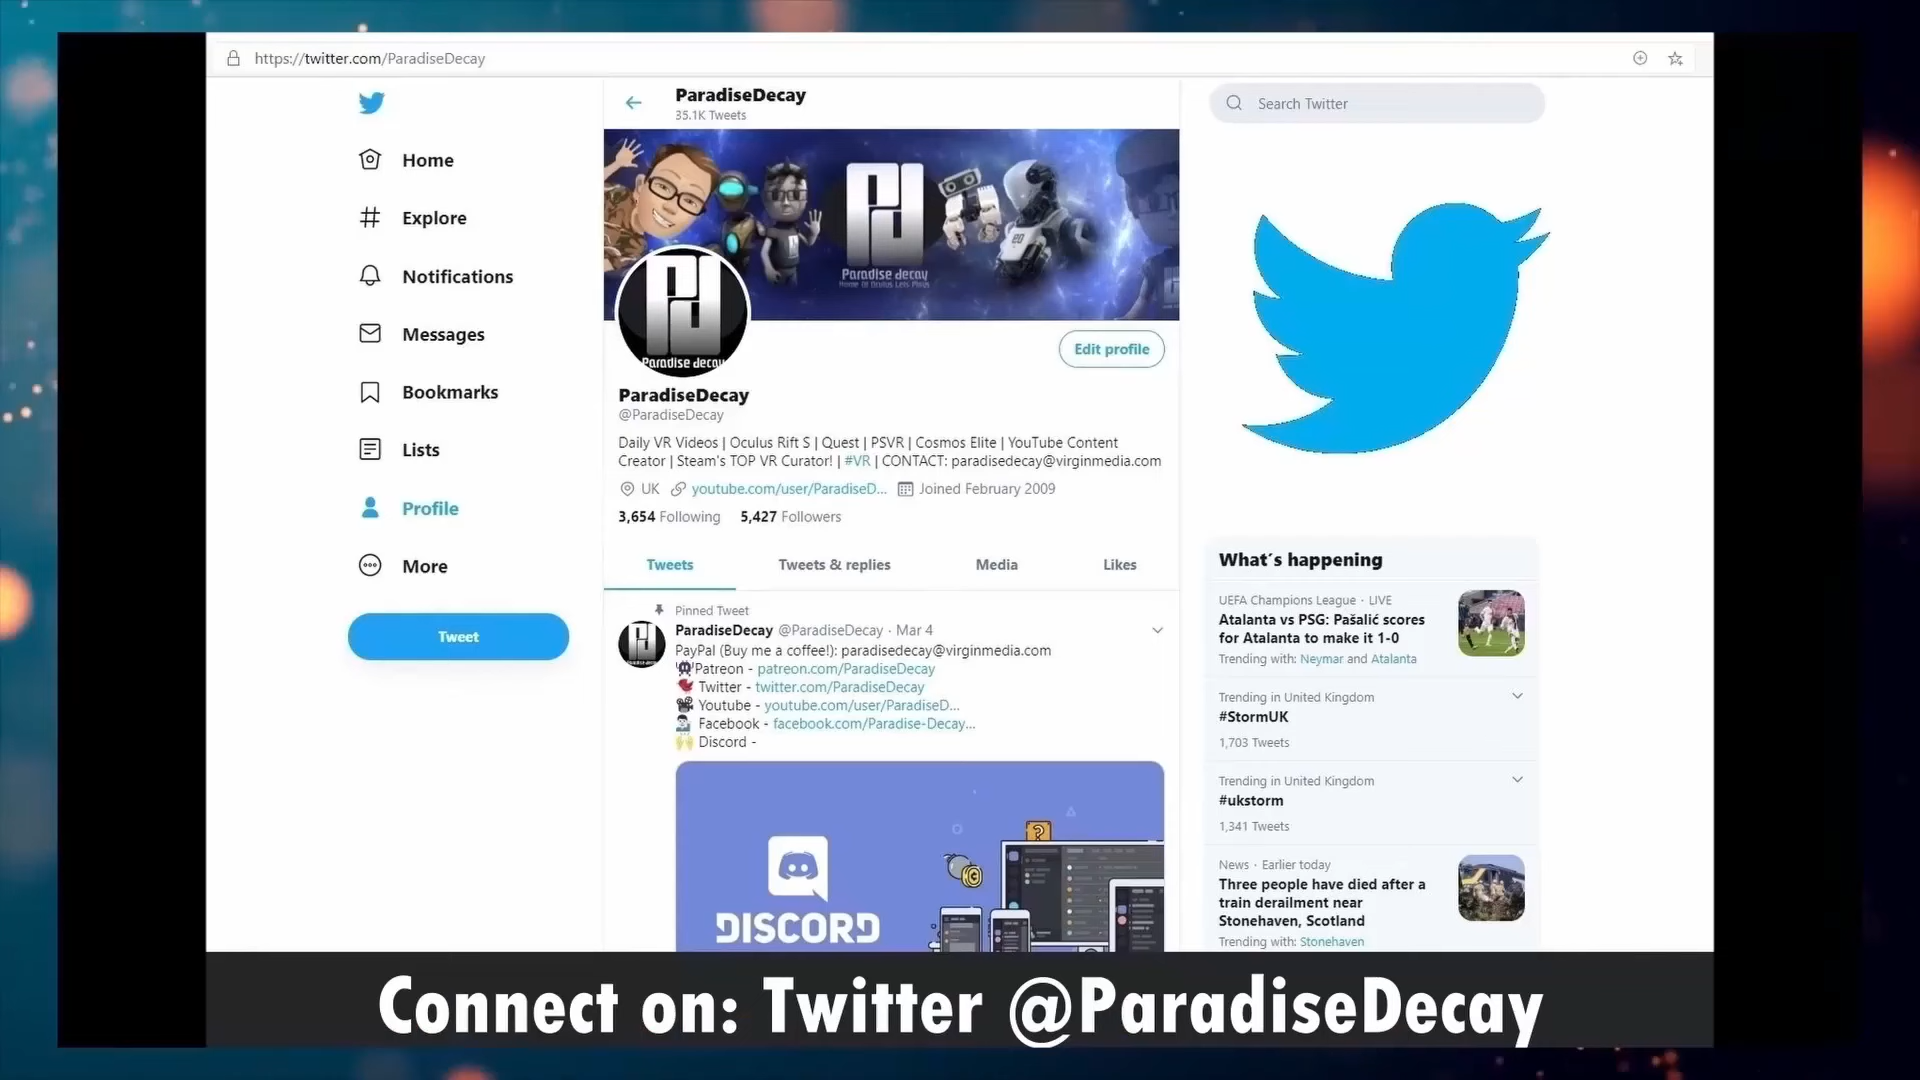 https://twitter.com/ParadiseDecay
Home
Explore
Notifications
Messages
Bookmarks
Lists
Profile
More
Tweet
ParadiseDecay
35.1K Tweets
PJ
Paradise decay
Home Of Oculus Lets Plays
Paradise decay
Edit profile
ParadiseDecay
@ParadiseDecay
Daily VR Videos | Oculus Rift S | Quest | PSVR | Cosmos Elite | YouTube Content
Creator | Steam's TOP VR Curator! | #VR | CONTACT: paradisedecay@virginmedia.com
UK youtube.com/user/ParadiseD... Joined February 2009
3,654 Following 5,427 Followers
Tweets Tweets & replies Media Likes
Pinned Tweet
ParadiseDecay @ParadiseDecay · Mar 4
PayPal (Buy me a coffee!): paradisedecay@virginmedia.com
Patreon - patreon.com/ParadiseDecay
Twitter - twitter.com/ParadiseDecay
Youtube - youtube.com/user/ParadiseD...
Facebook - facebook.com/Paradise-Decay...
Discord -
DISCORD
Search Twitter
What's happening
UEFA Champions League · LIVE
Atalanta vs PSG: Pašalić scores
for Atalanta to make it 1-0
Trending with: Neymar and Atalanta
Trending in United Kingdom
#StormUK
1,703 Tweets
Trending in United Kingdom
#ukstorm
1,341 Tweets
News · Earlier today
Three people have died after a
train derailment near
Stonehaven, Scotland
Trending with: Stonehaven
Connect on: Twitter @ParadiseDecay